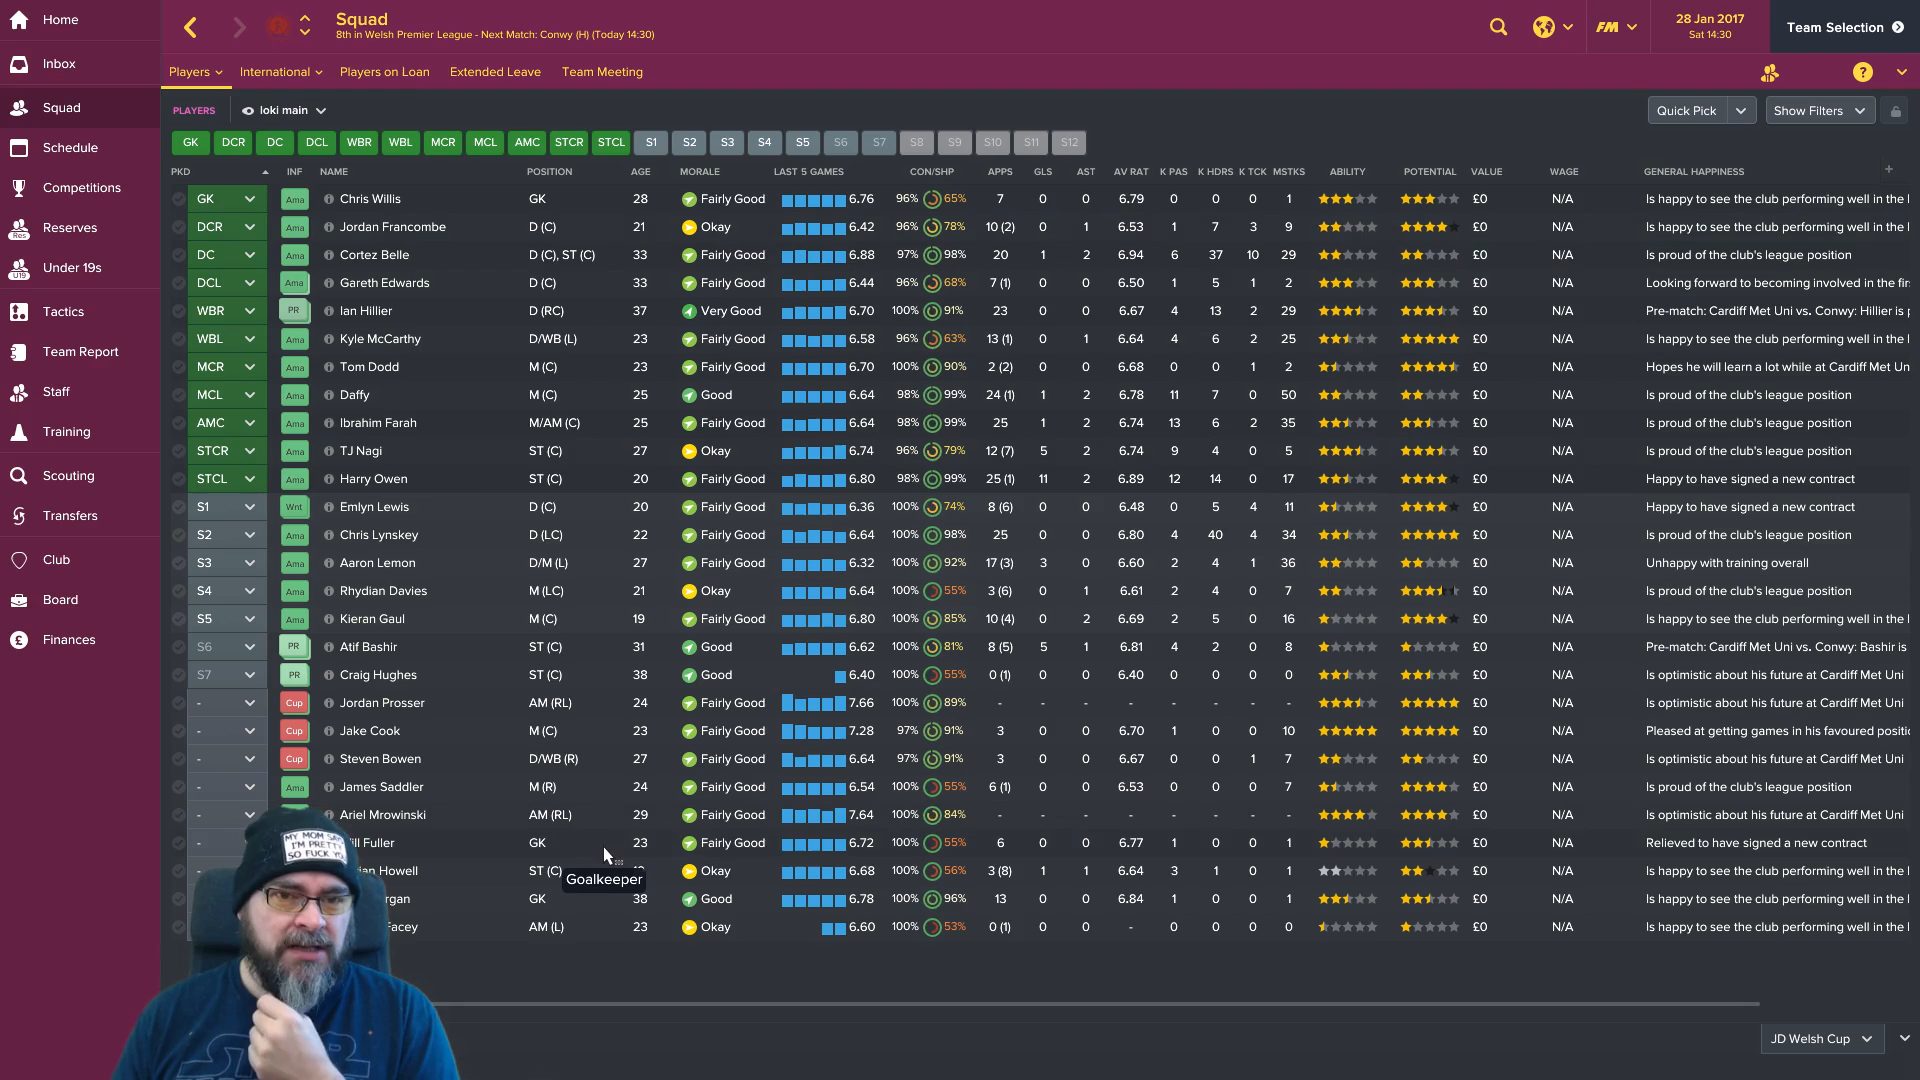 Home
Inbox
Squad
Schedule
Competitions
Res
Reserves
U19
Under 19s
Tactics
Team Report
Staff
Training
Scouting
Transfers
Club
Board
Finances
Squad
8th in Welsh Premier League - Next Match: Conwy (H) (Today 14:30)
FM
28 Jan 2017
Sat 14:30
Team Selection
Players International Players on Loan Extended Leave Team Meeting
?
PLAYERS loki main Quick Pick Show Filters
GK DCR DC DCL WBR WBL MCR MCL AMC STCR STCL S1 S2 S3 S4 S5 S6 S7 S8 S9 S10 S11 S12
PKD INF NAME POSITION AGE MORALE LAST 5 GAMES CON/SHP APPS GLS AST AV RAT K PAS K HDRS K TCK MSTKS ABILITY POTENTIAL VALUE WAGE GENERAL HAPPINESS +
GK Ama Chris Willis GK 28 Fairly Good 6.76 96% 65% 7 0 0 6.79 0 0 0 1 £0 N/A Is happy to see the club performing well in the l
DCR Ama Jordan Francombe D (C) 21 Okay 6.42 96% 78% 10 (2) 0 1 6.53 1 7 3 9 £0 N/A Is happy to see the club performing well in the l
DC Ama Cortez Belle D (C), ST (C) 33 Fairly Good 6.88 97% 98% 20 1 2 6.94 6 37 10 29 £0 N/A Is proud of the club's league position
DCL Ama Gareth Edwards D (C) 33 Fairly Good 6.44 96% 68% 7 (1) 0 0 6.50 1 5 1 2 £0 N/A Looking forward to becoming involved in the fir
WBR PR Ian Hillier D (RC) 37 Very Good 6.70 100% 91% 23 0 0 6.67 4 13 2 29 £0 N/A Pre-match: Cardiff Met Uni vs. Conwy: Hillier is p
WBL Ama Kyle McCarthy D/WB (L) 23 Fairly Good 6.58 96% 63% 13 (1) 0 1 6.64 4 6 2 25 £0 N/A Is happy to see the club performing well in the l
MCR Ama Tom Dodd M (C) 23 Fairly Good 6.70 100% 90% 2 (2) 0 0 6.68 0 0 1 2 £0 N/A Hopes he will learn a lot while at Cardiff Met Un
MCL Ama Daffy M (C) 25 Good 6.64 98% 99% 24 (1) 1 2 6.78 11 7 0 50 £0 N/A Is proud of the club's league position
AMC Ama Ibrahim Farah M/AM (C) 25 Fairly Good 6.64 98% 99% 25 1 2 6.74 13 6 2 35 £0 N/A Is proud of the club's league position
STCR Ama TJ Nagi ST (C) 27 Okay 6.74 96% 79% 12 (7) 5 2 6.74 9 4 0 5 £0 N/A Is proud of the club's league position
STCL Ama Harry Owen ST (C) 20 Fairly Good 6.80 98% 99% 25 (1) 11 2 6.89 12 14 0 17 £0 N/A Happy to have signed a new contract
S1 Wnt Emlyn Lewis D (C) 20 Fairly Good 6.36 100% 74% 8 (6) 0 0 6.48 0 5 4 11 £0 N/A Happy to have signed a new contract
S2 Ama Chris Lynskey D (LC) 22 Fairly Good 6.64 100% 98% 25 0 0 6.80 4 40 4 34 £0 N/A Is proud of the club's league position
S3 Ama Aaron Lemon D/M (L) 27 Fairly Good 6.32 100% 92% 17 (3) 3 0 6.60 2 4 1 36 £0 N/A Unhappy with training overall
S4 Ama Rhydian Davies M (LC) 21 Okay 6.64 100% 55% 3 (6) 0 1 6.61 2 4 0 7 £0 N/A Is proud of the club's league position
S5 Ama Kieran Gaul M (C) 19 Fairly Good 6.80 100% 85% 10 (4) 0 2 6.69 2 5 0 16 £0 N/A Is happy to see the club performing well in the l
S6 PR Atif Bashir ST (C) 31 Good 6.62 100% 81% 8 (5) 5 1 6.81 4 2 0 8 £0 N/A Pre-match: Cardiff Met Uni vs. Conwy: Bashir is
S7 PR Craig Hughes ST (C) 38 Good 6.40 100% 55% 0 (1) 0 0 6.40 0 0 0 0 £0 N/A Is optimistic about his future at Cardiff Met Uni
- Cup Jordan Prosser AM (RL) 24 Fairly Good 7.66 100% 89% - - - - - - - - £0 N/A Is optimistic about his future at Cardiff Met Uni
- Cup Jake Cook M (C) 23 Fairly Good 7.28 97% 91% 3 0 0 6.70 1 0 0 10 £0 N/A Pleased at getting games in his favoured positi
- Cup Steven Bowen D/WB (R) 27 Fairly Good 6.64 97% 91% 3 0 0 6.67 0 0 1 7 £0 N/A Is optimistic about his future at Cardiff Met Uni
- Ama James Saddler M (R) 24 Fairly Good 6.54 100% 55% 6 (1) 0 0 6.53 0 0 0 7 £0 N/A Is proud of the club's league position
- Ariel Mrowinski AM (RL) 29 Fairly Good 7.64 100% 84% - - - - - - - - £0 N/A Is optimistic about his future at Cardiff Met Uni
- ill Fuller GK 23 Fairly Good 6.72 100% 55% 6 0 0 6.77 1 0 0 1 £0 N/A Relieved to have signed a new contract
- an Howell ST (C) Okay 6.68 100% 56% 3 (8) 1 1 6.64 3 1 0 1 £0 N/A Is happy to see the club performing well in the l
Goalkeeper
rgan GK 38 Good 6.78 100% 96% 13 0 0 6.84 1 0 0 1 £0 N/A Is happy to see the club performing well in the l
acey AM (L) 23 Okay 6.60 100% 53% 0 (1) 0 0 - 0 0 0 0 £0 N/A Is happy to see the club performing well in the l
MY MOM SA
I'M PRETTY
SO FUCK YOU
JD Welsh Cup